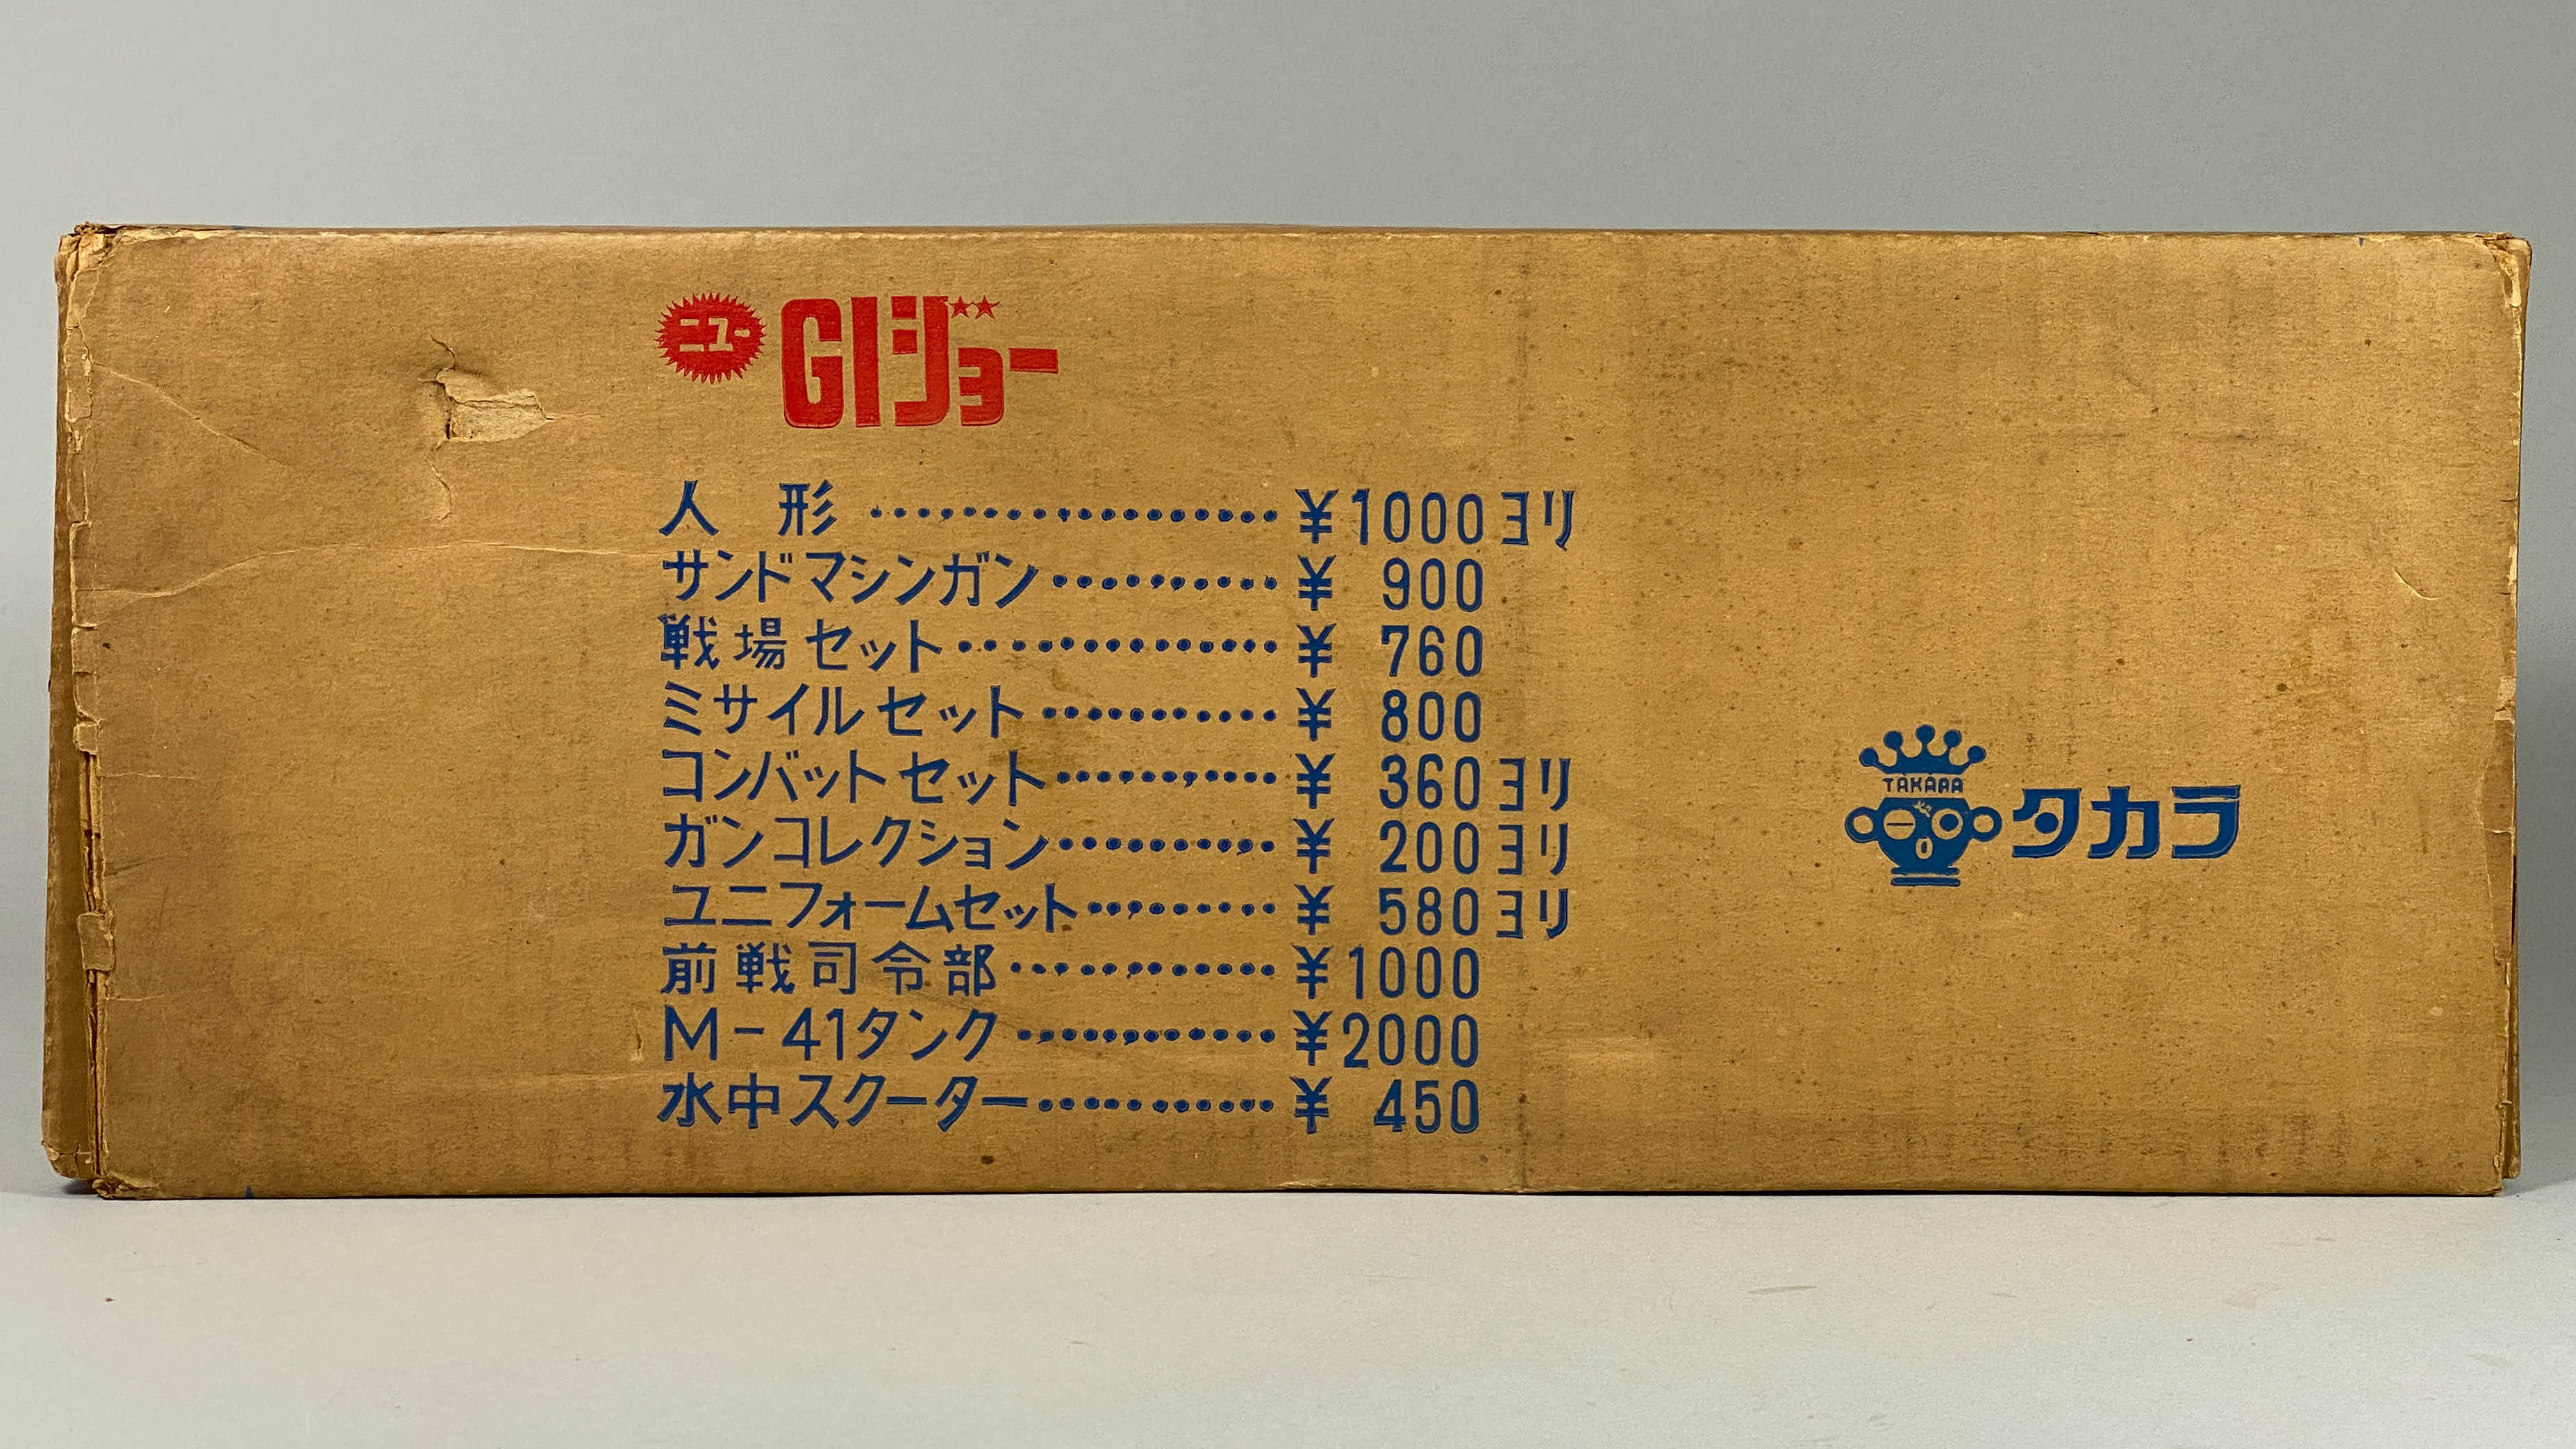 ニュー GIジョー
人 形 ‥‥‥‥‥‥‥‥‥ ¥1000ヨリ
サンドマシンガン ‥‥‥‥‥‥ ¥ 900
戦場セット ‥‥‥‥‥‥‥ ¥ 760
ミサイルセット ‥‥‥‥‥‥ ¥ 800
コンバットセット ‥‥‥‥‥‥ ¥ 360ヨリ
ガンコレクション ‥‥‥‥‥‥ ¥ 200ヨリ
ユニフォームセット ‥‥‥‥‥ ¥ 580ヨリ
前戦司令部 ‥‥‥‥‥‥‥ ¥1000
M-41タンク ‥‥‥‥‥‥‥ ¥2000
水中スクーター ‥‥‥‥‥‥ ¥ 450
TAKARA
タカラ